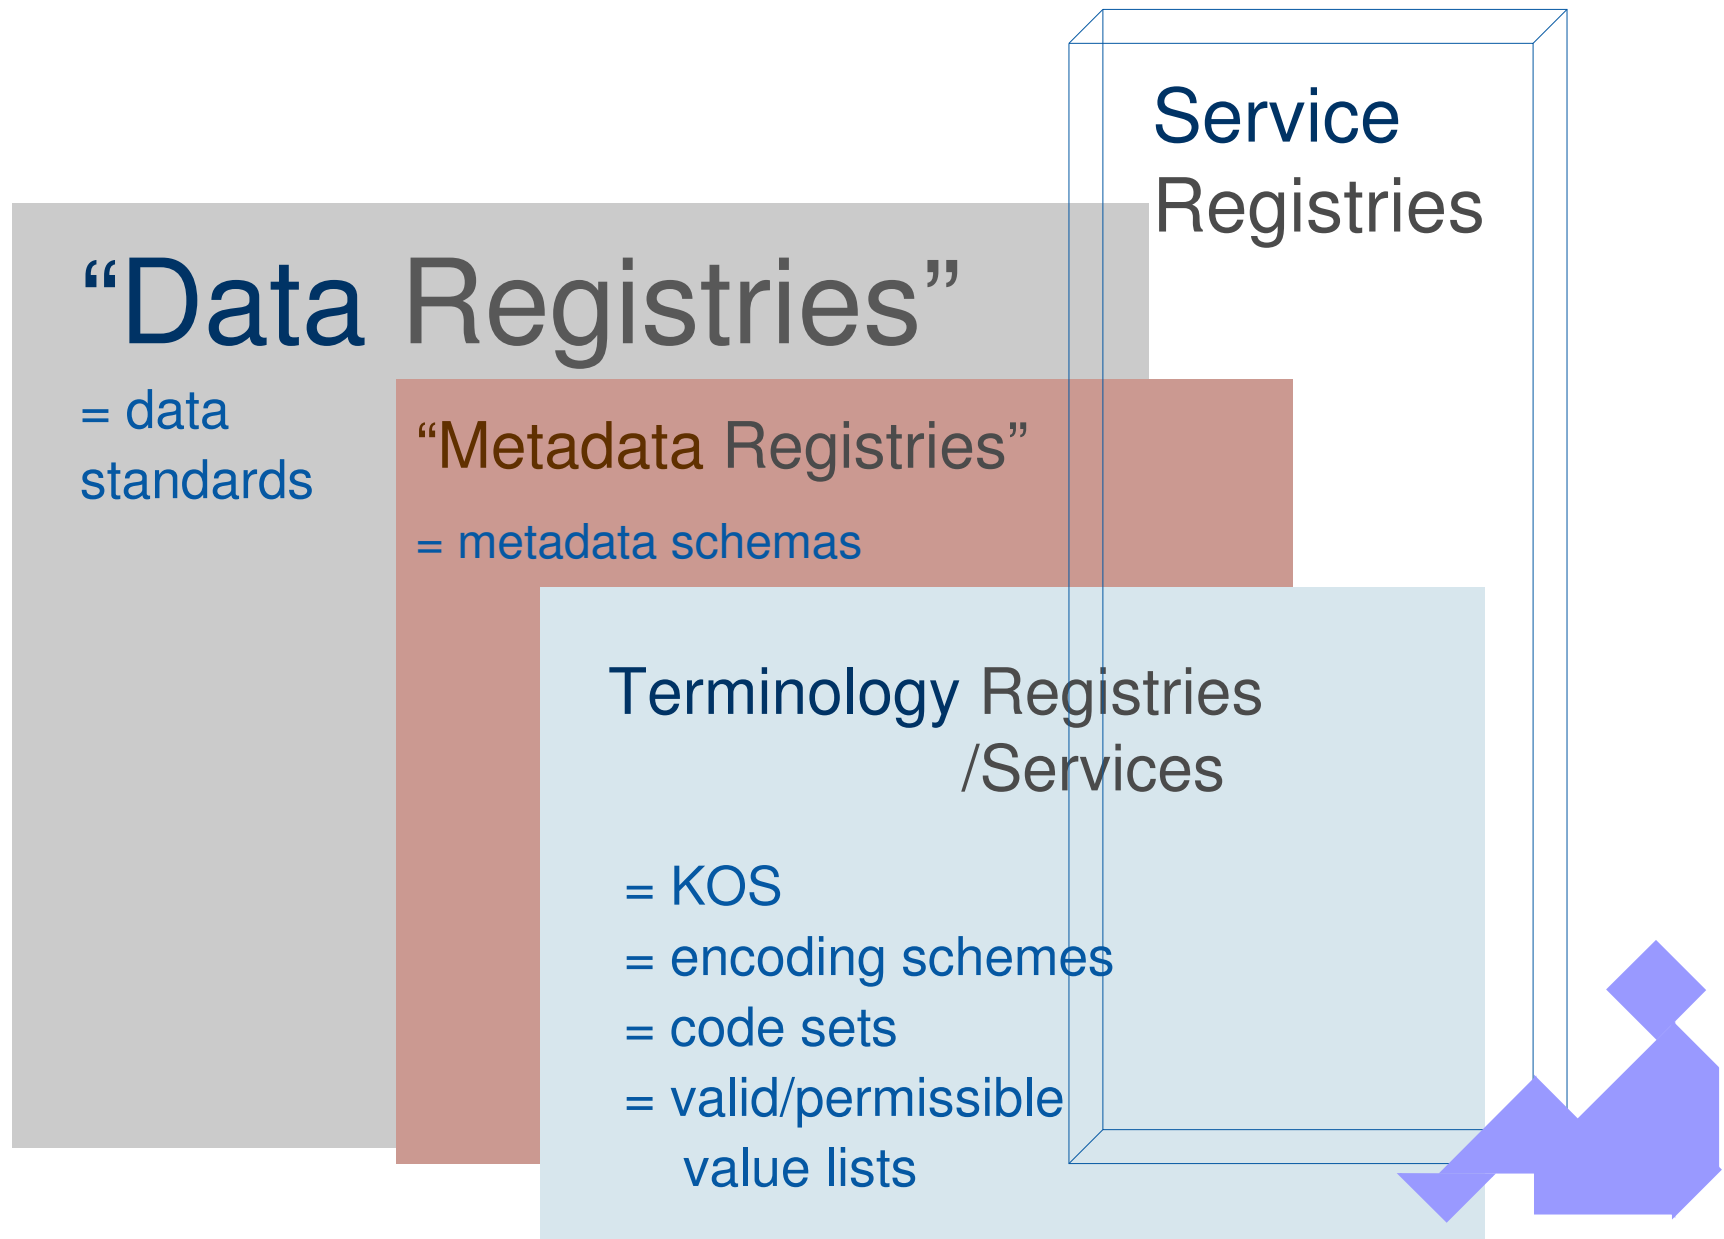 Service
Registries
“Data Registries”
= data
standards
“Metadata Registries”
= metadata schemas
Terminology Registries
/Services
= KOS
= encoding schemes
= code sets
= valid/permissible
value lists